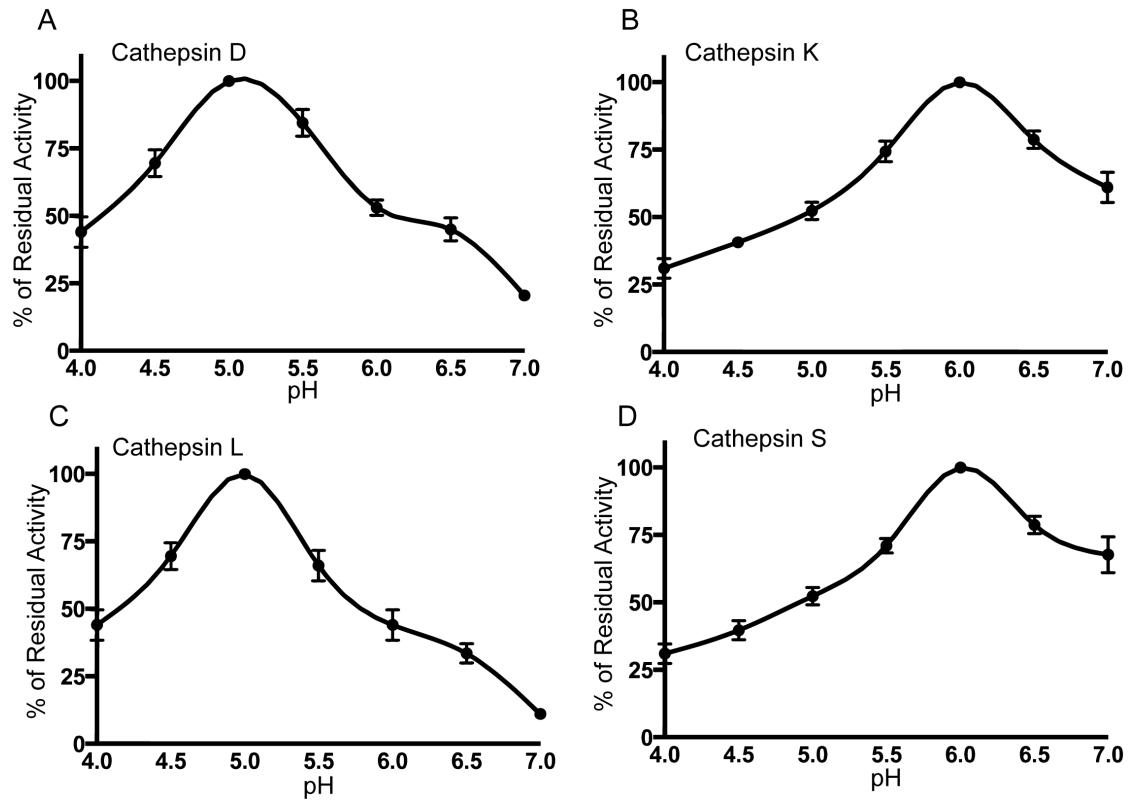 A
Cathepsin D
% of Residual Activity
100
75
50
25
0
4.0 4.5 5.0 5.5 6.0 6.5 7.0
pH
B
Cathepsin K
% of Residual Activity
100
75
50
25
0
4.0 4.5 5.0 5.5 6.0 6.5 7.0
pH
C
Cathepsin L
% of Residual Activity
100
75
50
25
0
4.0 4.5 5.0 5.5 6.0 6.5 7.0
pH
D
Cathepsin S
% of Residual Activity
100
75
50
25
0
4.0 4.5 5.0 5.5 6.0 6.5 7.0
pH